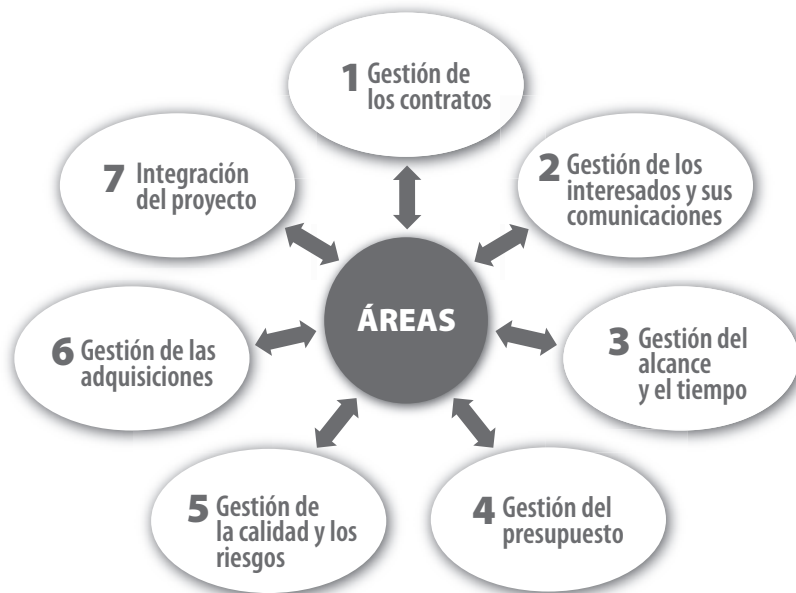 1 Gestión de
los contratos
2 Gestión de los
interesados y sus
comunicaciones
3 Gestión del
alcance
y el tiempo
4 Gestión del
presupuesto
5 Gestión de
la calidad y los
riesgos
6 Gestión de las
adquisiciones
7 Integración
del proyecto
ÁREAS